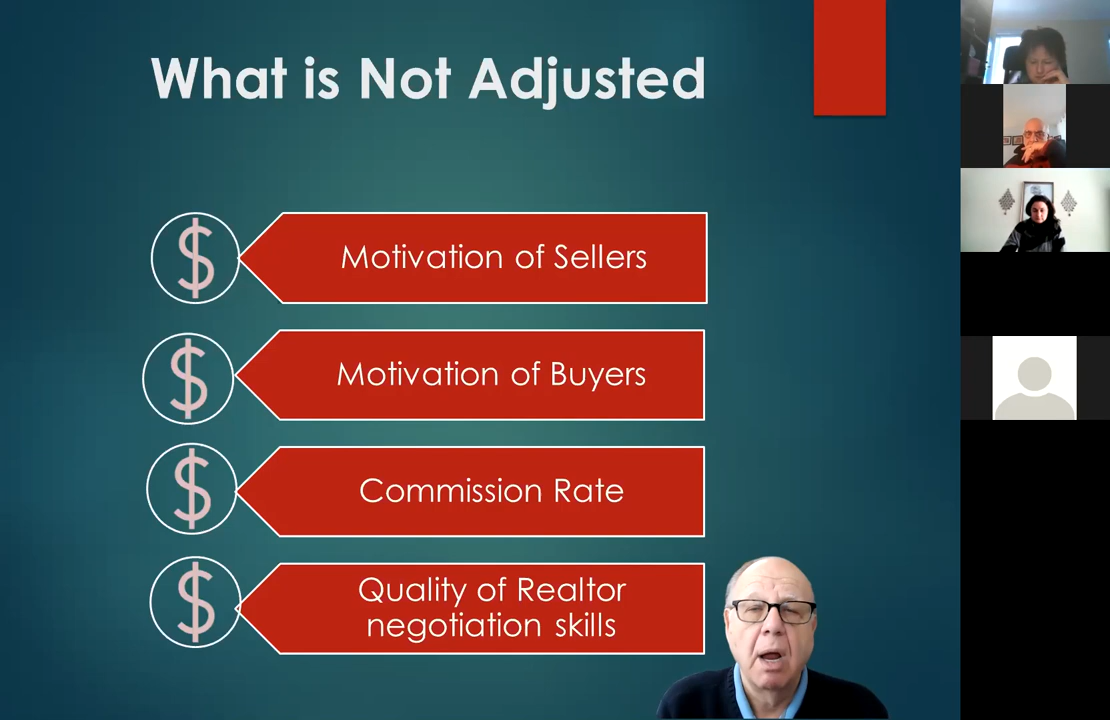 What is Not Adjusted
$
Motivation of Sellers
$
Motivation of Buyers
$
Commission Rate
$
Quality of Realtor
negotiation skills